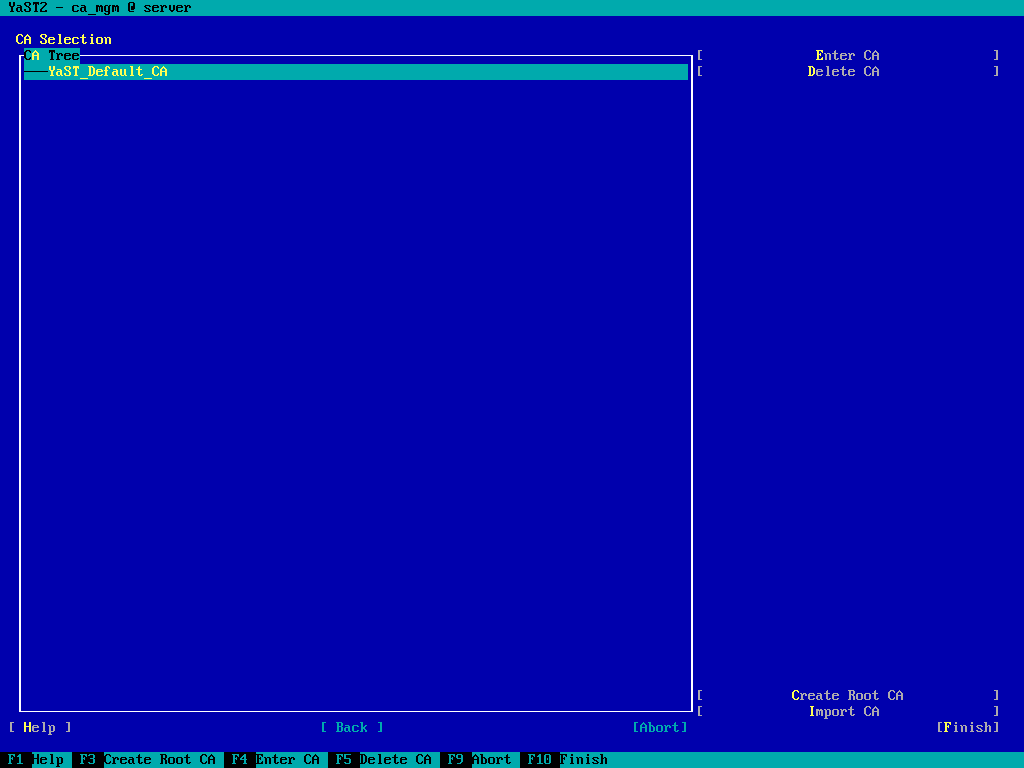 YaST2 - ca_mgm @ server
CA Selection
CA Tree
YaST_Default_CA
[ Enter CA ]
[ Delete CA ]
[ Create Root CA ]
[ Import CA ]
[ Help ] [ Back ] [Abort] [Finish]
F1 Help F3 Create Root CA F4 Enter CA F5 Delete CA F9 Abort F10 Finish